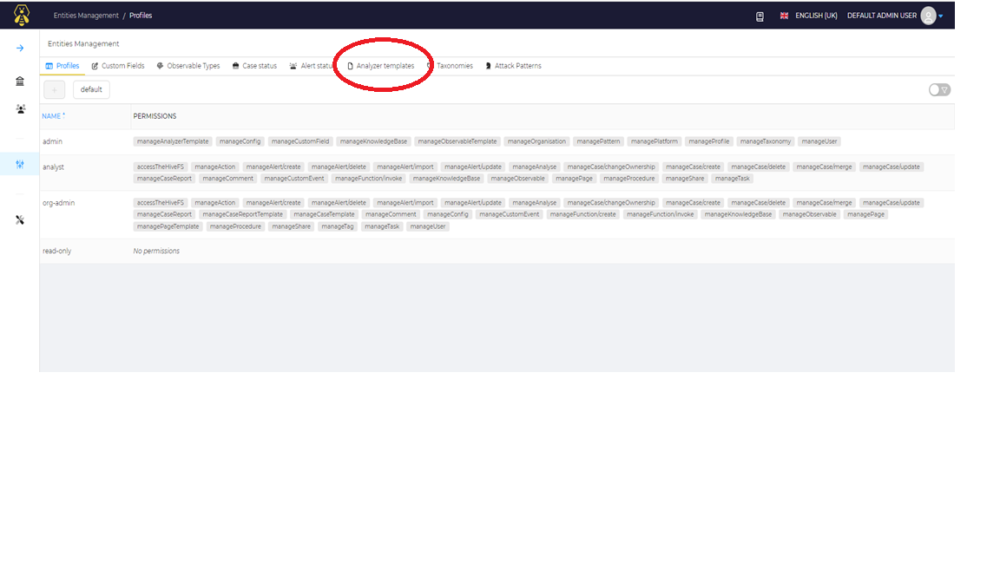 Entities Management / Profiles
ENGLISH (UK) DEFAULT ADMIN USER
Entities Management
Profiles Custom Fields Observable Types Case status Alert statu Analyzer templates Taxonomies Attack Patterns
+ default
NAME PERMISSIONS
admin manageAnalyzerTemplate manageConfig manageCustomField manageKnowledgeBase manageObservableTemplate manageOrganisation managePattern managePlatform manageProfile manageTaxonomy manageUser
analyst accessTheHiveFS manageAction manageAlert/create manageAlert/delete manageAlert/import manageAlert/update manageAnalyse manageCase/changeOwnership manageCase/create manageCase/delete manageCase/merge manageCase/update
manageCaseReport manageComment manageCustomEvent manageFunction/invoke manageKnowledgeBase manageObservable managePage manageProcedure manageShare manageTask
org-admin accessTheHiveFS manageAction manageAlert/create manageAlert/delete manageAlert/import manageAlert/update manageAnalyse manageCase/changeOwnership manageCase/create manageCase/delete manageCase/merge manageCase/update
manageCaseReport manageCaseReportTemplate manageCaseTemplate manageComment manageConfig manageCustomEvent manageFunction/create manageFunction/invoke manageKnowledgeBase manageObservable managePage
managePageTemplate manageProcedure manageShare manageTag manageTask manageUser
read-only No permissions